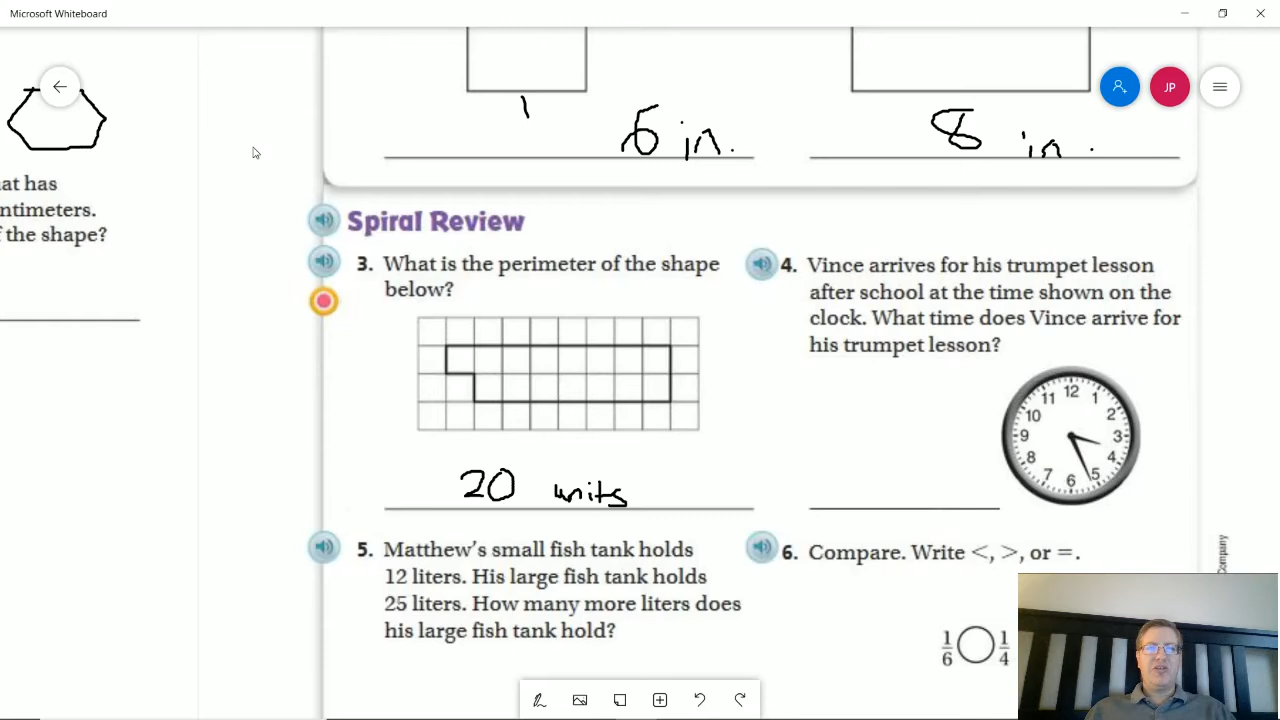 Microsoft Whiteboard
JP
6 in.
8 in.
at has
ntimeters.
f the shape?
Spiral Review
3. What is the perimeter of the shape
below?
20 units
4. Vince arrives for his trumpet lesson
after school at the time shown on the
clock. What time does Vince arrive for
his trumpet lesson?
12
1
2
3
4
5
6
7
8
9
10
11
5. Matthew's small fish tank holds
12 liters. His large fish tank holds
25 liters. How many more liters does
his large fish tank hold?
6. Compare. Write <, >, or =.
1/6 ○ 1/4
Company